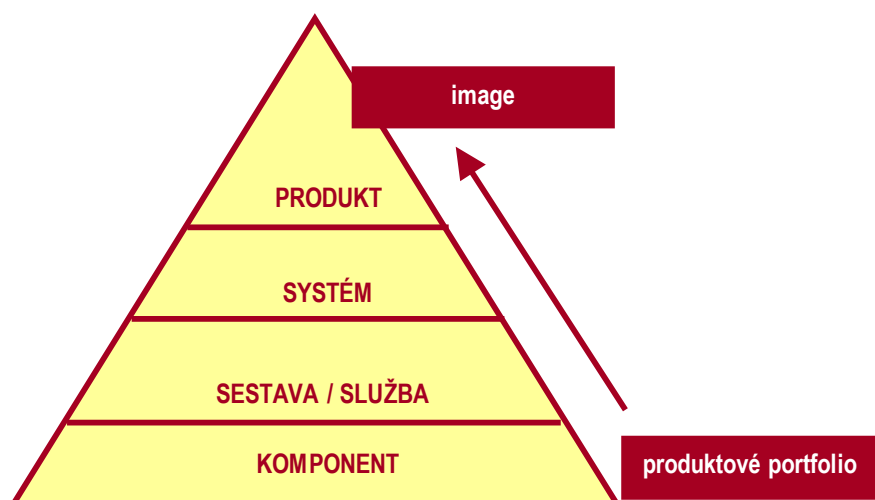 image
PRODUKT
SYSTÉM
SESTAVA / SLUŽBA
KOMPONENT
produktové portfolio